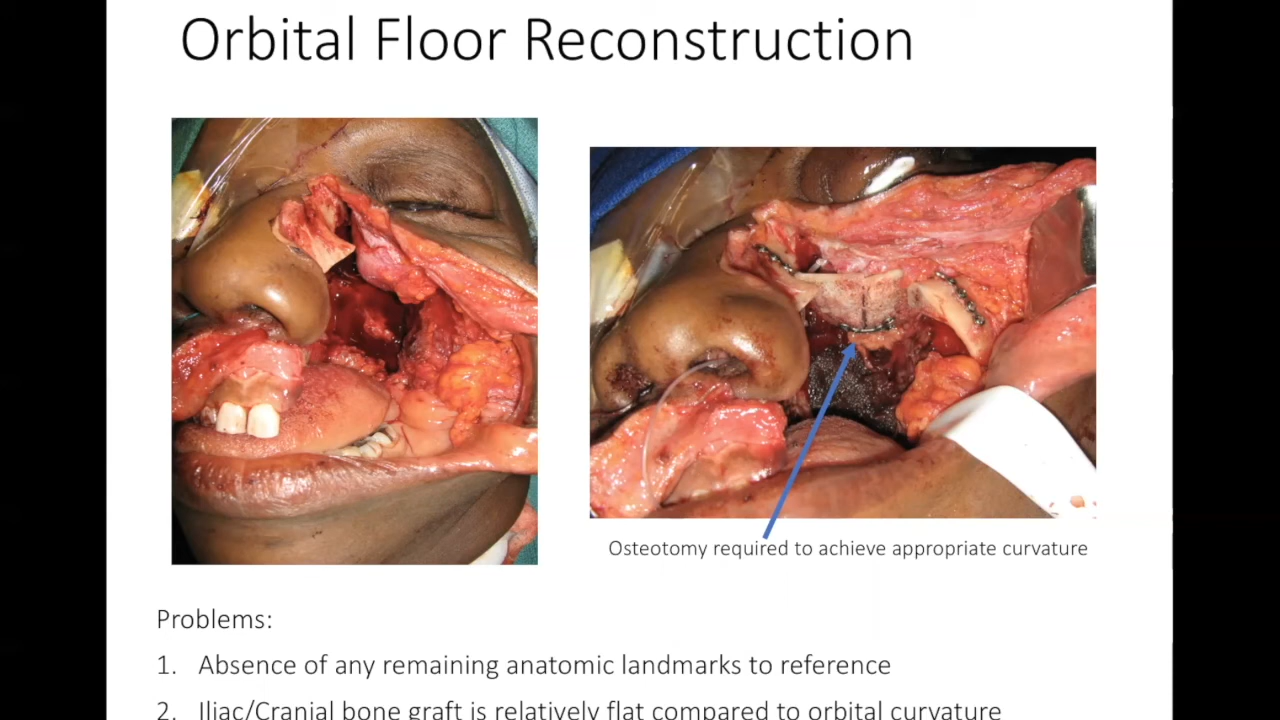 Orbital Floor Reconstruction
Osteotomy required to achieve appropriate curvature
Problems:
1. Absence of any remaining anatomic landmarks to reference
2. Iliac/Cranial bone graft is relatively flat compared to orbital curvature